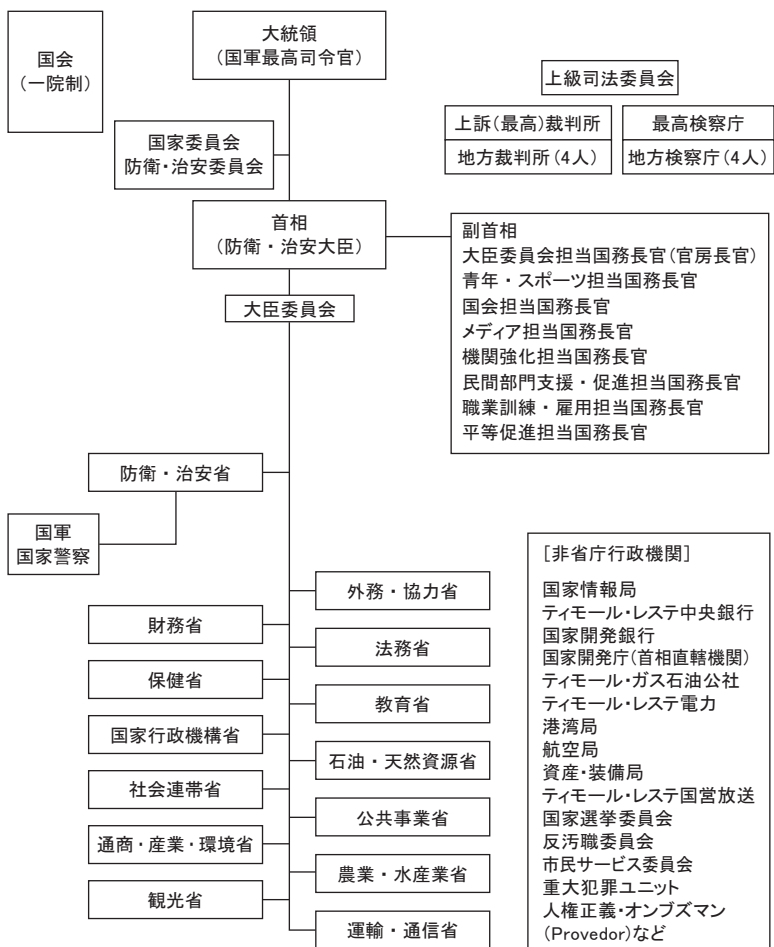 国会
(一院制)
大統領
(国軍最高司令官)
上級司法委員会
上訴(最高)裁判所
最高検察庁
地方裁判所(4人)
地方検察庁(4人)
国家委員会
防衛・治安委員会
首相
(防衛・治安大臣)
副首相
大臣委員会担当国務長官(官房長官)
青年・スポーツ担当国務長官
国会担当国務長官
メディア担当国務長官
機関強化担当国務長官
民間部門支援・促進担当国務長官
職業訓練・雇用担当国務長官
平等促進担当国務長官
大臣委員会
防衛・治安省
国軍
国家警察
外務・協力省
財務省
法務省
保健省
教育省
国家行政機構省
石油・天然資源省
社会連帯省
公共事業省
通商・産業・環境省
農業・水産業省
観光省
運輸・通信省
[非省庁行政機関]
国家情報局
ティモール・レステ中央銀行
国家開発銀行
国家開発庁(首相直轄機関)
ティモール・ガス石油公社
ティモール・レステ電力
港湾局
航空局
資産・装備局
ティモール・レステ国営放送
国家選挙委員会
反汚職委員会
市民サービス委員会
重大犯罪ユニット
人権正義・オンブズマン
(Provedor)など